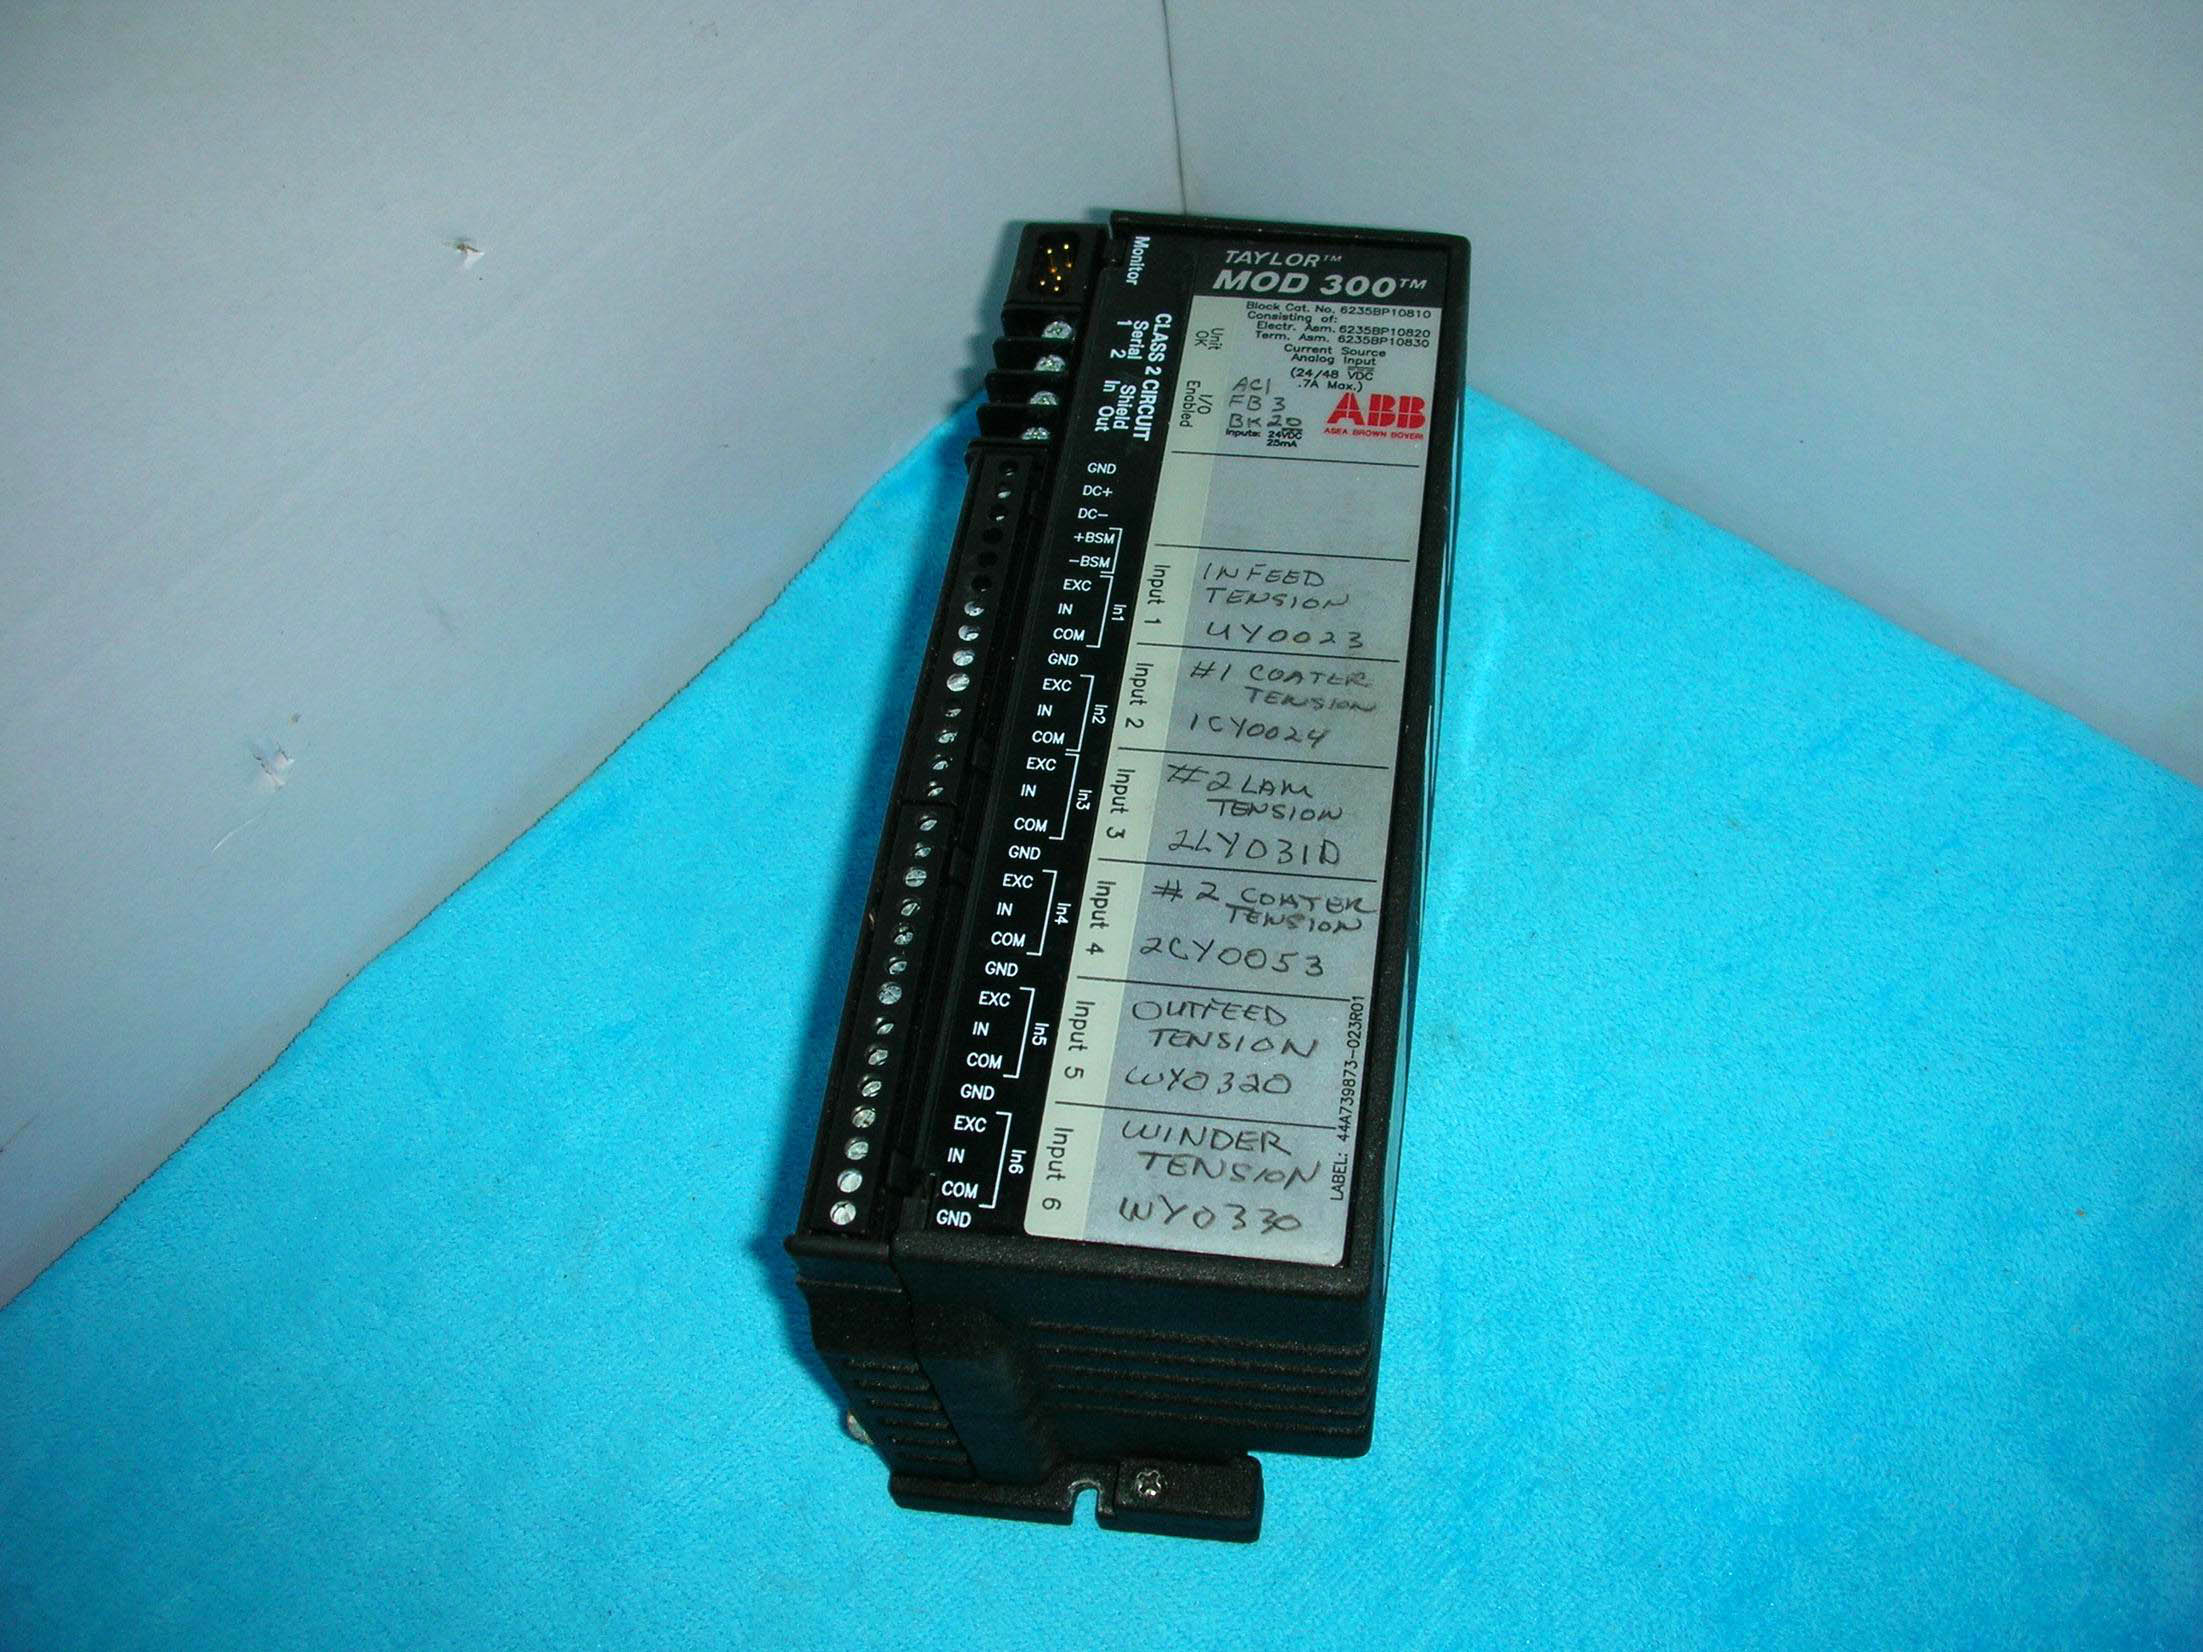 TAYLOR™
MOD 300™
Block Cat. No. 6235BP10810
Consisting of:
Electr. Asm. 6235BP10820
Term. Asm. 6235BP10830
Current Source
Analog Input
(24/48 VDC
.7A Max.)
AC1
FB 3
BK 20
Inputs: 24VDC
25mA
ABB
ASEA BROWN BOVERI
Unit
OK
I/O
Enabled
Monitor
CLASS 2 CIRCUIT
Serial Shield
1 2 In Out
GND
DC+
DC-
+BSM
-BSM
EXC
IN
COM
In1
GND
EXC
IN
COM
In2
EXC
IN
COM
In3
GND
EXC
IN
COM
In4
GND
EXC
IN
COM
In5
GND
EXC
IN
COM
In6
GND
Input 1
INFEED
TENSION
UY0023
Input 2
#1 COATER
TENSION
1CY0024
Input 3
#2 LAM
TENSION
2LY031D
Input 4
#2 COATER
TENSION
2CY0053
Input 5
OUTFEED
TENSION
WY0320
Input 6
WINDER
TENSION
WY0330
LABEL: 44A739873-023R01